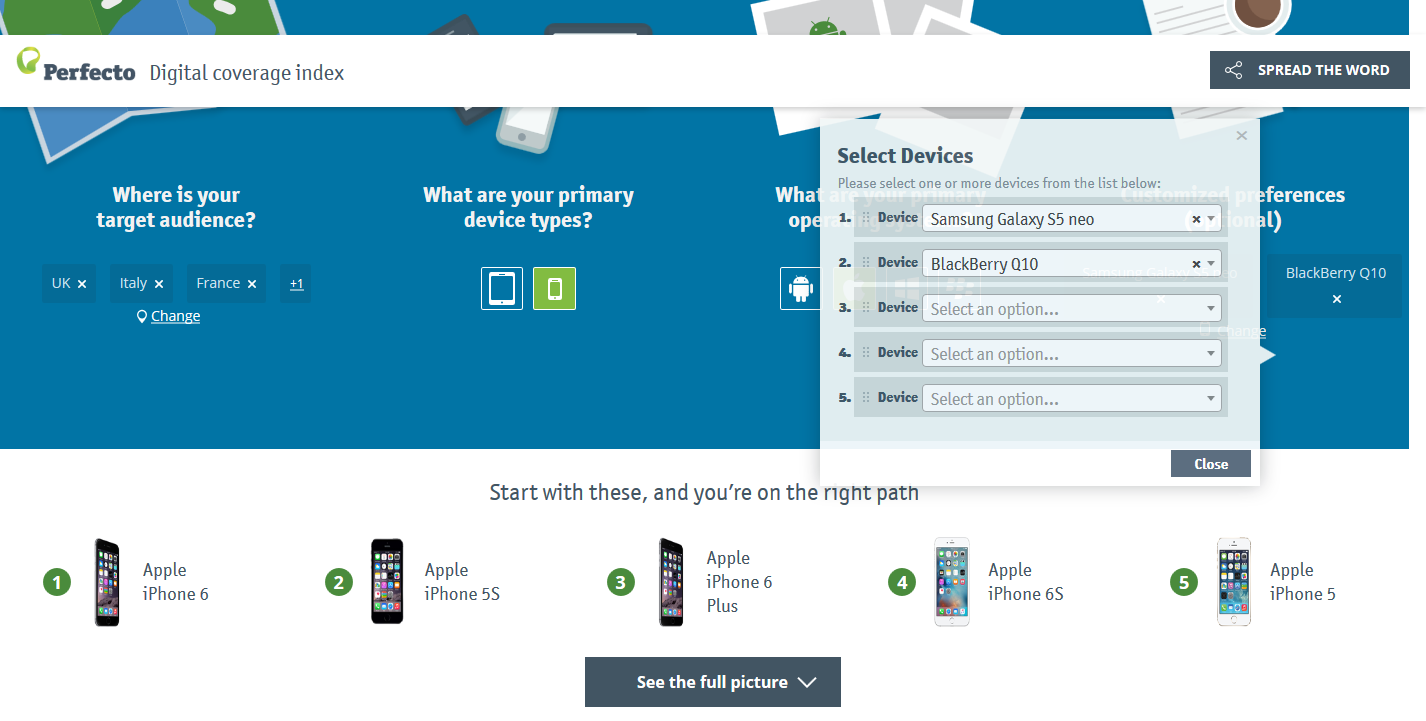 Perfecto Digital coverage index
SPREAD THE WORD
Where is your
target audience?
UK × Italy × France × +1
Change
What are your primary
device types?
What are your primary
operating systems
Customized preferences
(optional)
Samsung Galaxy S5 neo
×
BlackBerry Q10
×
Change
×
Select Devices
Please select one or more devices from the list below:
1. Device Samsung Galaxy S5 neo ×
2. Device BlackBerry Q10 ×
3. Device Select an option...
4. Device Select an option...
5. Device Select an option...
Close
Start with these, and you're on the right path
1 Apple
iPhone 6
2 Apple
iPhone 5S
3 Apple
iPhone 6
Plus
4 Apple
iPhone 6S
5 Apple
iPhone 5
See the full picture